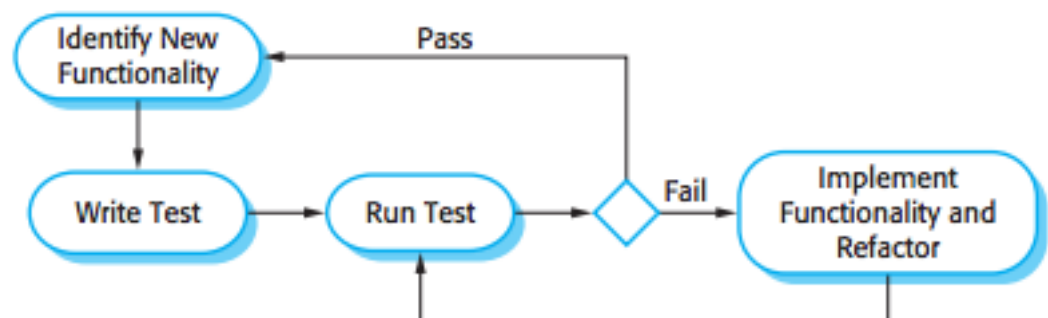 Identify New
Functionality
Pass
Write Test
Run Test
Fail
Implement
Functionality and
Refactor